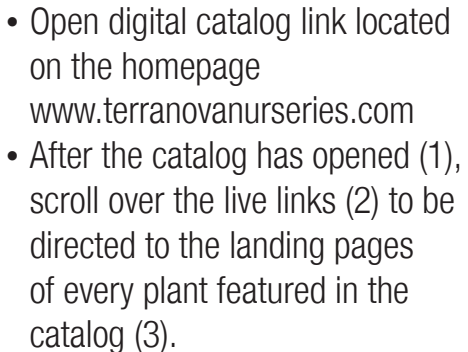 • Open digital catalog link located
on the homepage
www.terranovanurseries.com
• After the catalog has opened (1),
scroll over the live links (2) to be
directed to the landing pages
of every plant featured in the
catalog (3).